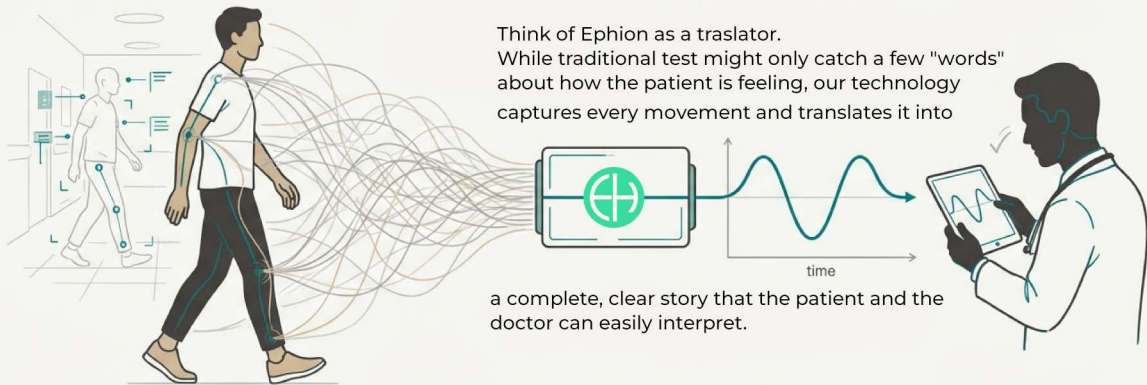 Think of Ephion as a traslator.
While traditional test might only catch a few "words"
about how the patient is feeling, our technology
captures every movement and translates it into
EH
time
a complete, clear story that the patient and the
doctor can easily interpret.